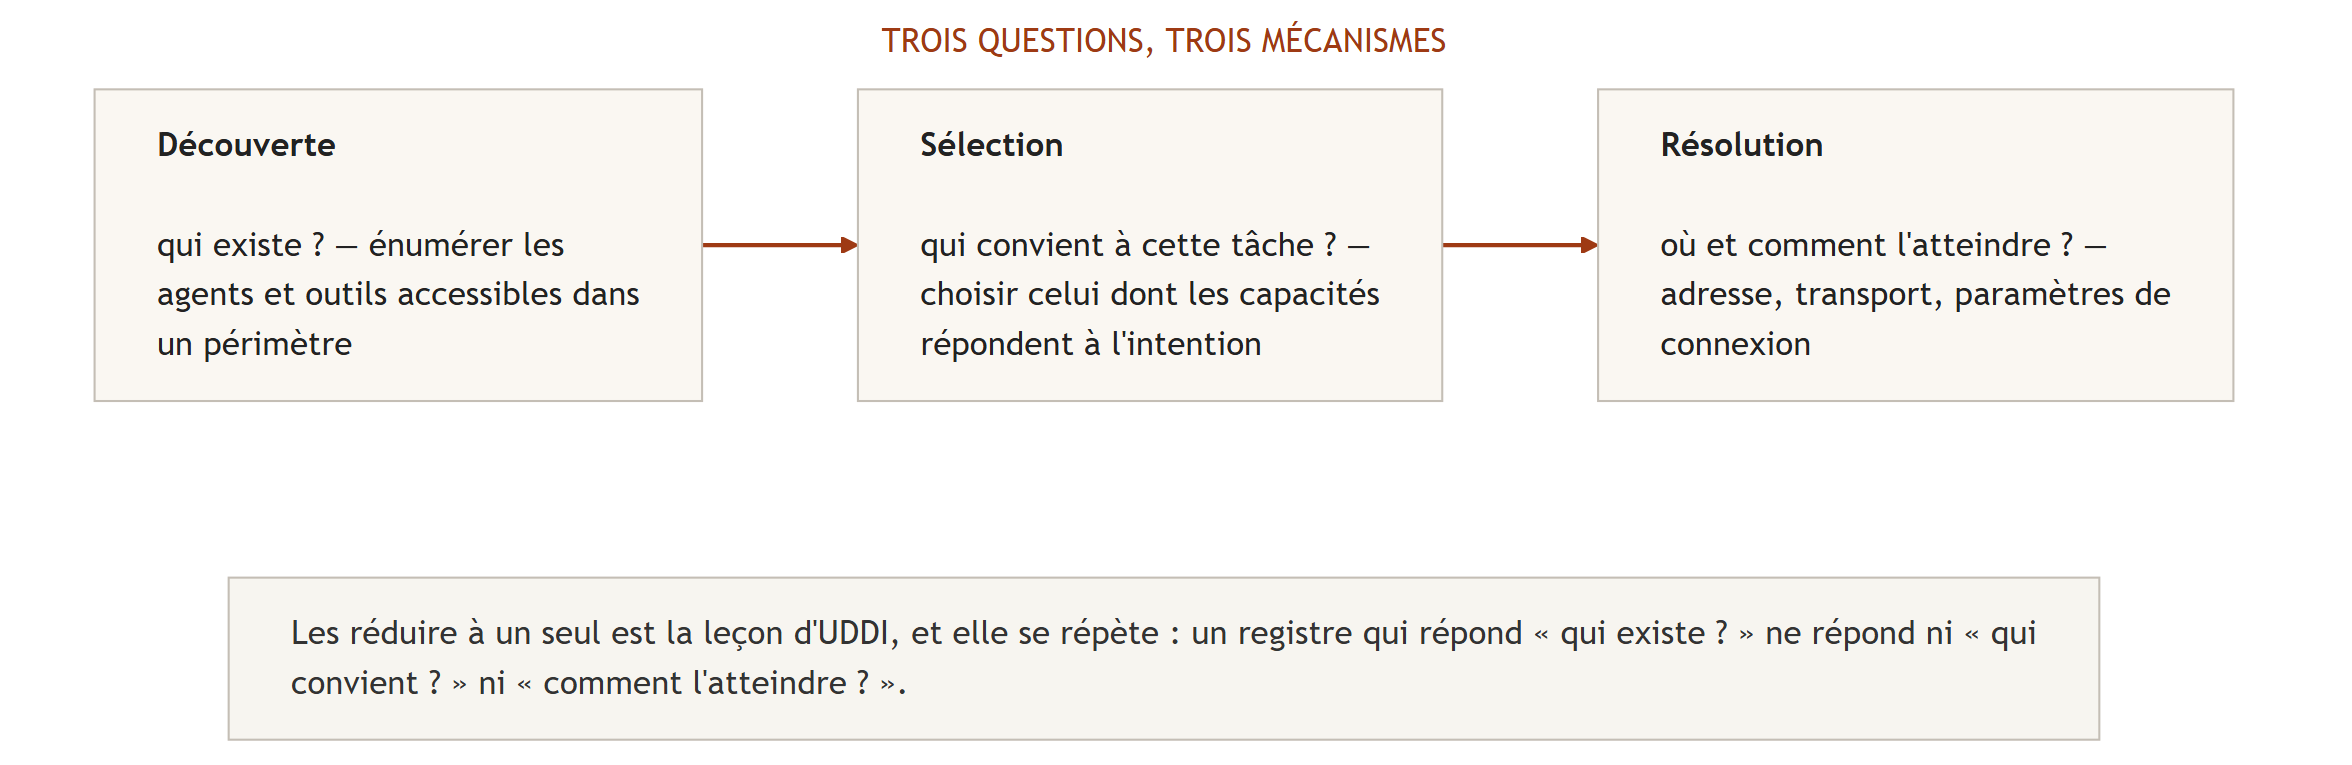 TROIS QUESTIONS, TROIS MÉCANISMES
Découverte
qui existe ? — énumérer les
agents et outils accessibles dans
un périmètre
Sélection
qui convient à cette tâche ? —
choisir celui dont les capacités
répondent à l'intention
Résolution
où et comment l'atteindre ? —
adresse, transport, paramètres de
connexion
Les réduire à un seul est la leçon d'UDDI, et elle se répète : un registre qui répond « qui existe ? » ne répond ni « qui
convient ? » ni « comment l'atteindre ? ».